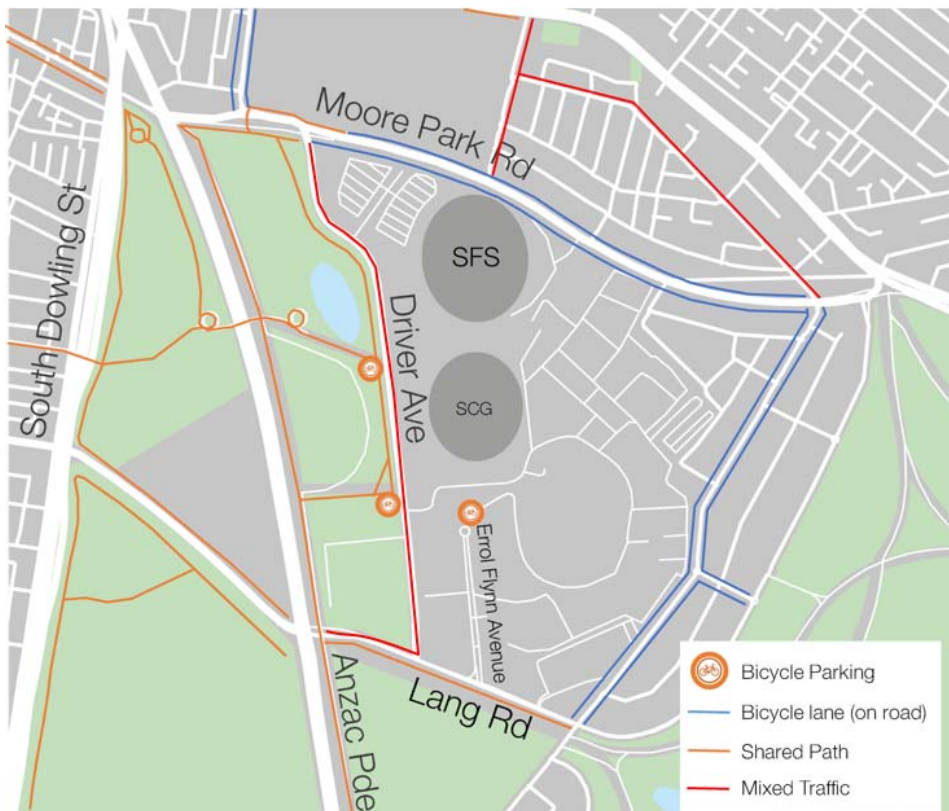 Moore Park Rd
SFS
South Dowling St
Driver Ave
SCG
Errol Flynn Avenue
Anzac Pde
Lang Rd
Bicycle Parking
Bicycle lane (on road)
Shared Path
Mixed Traffic